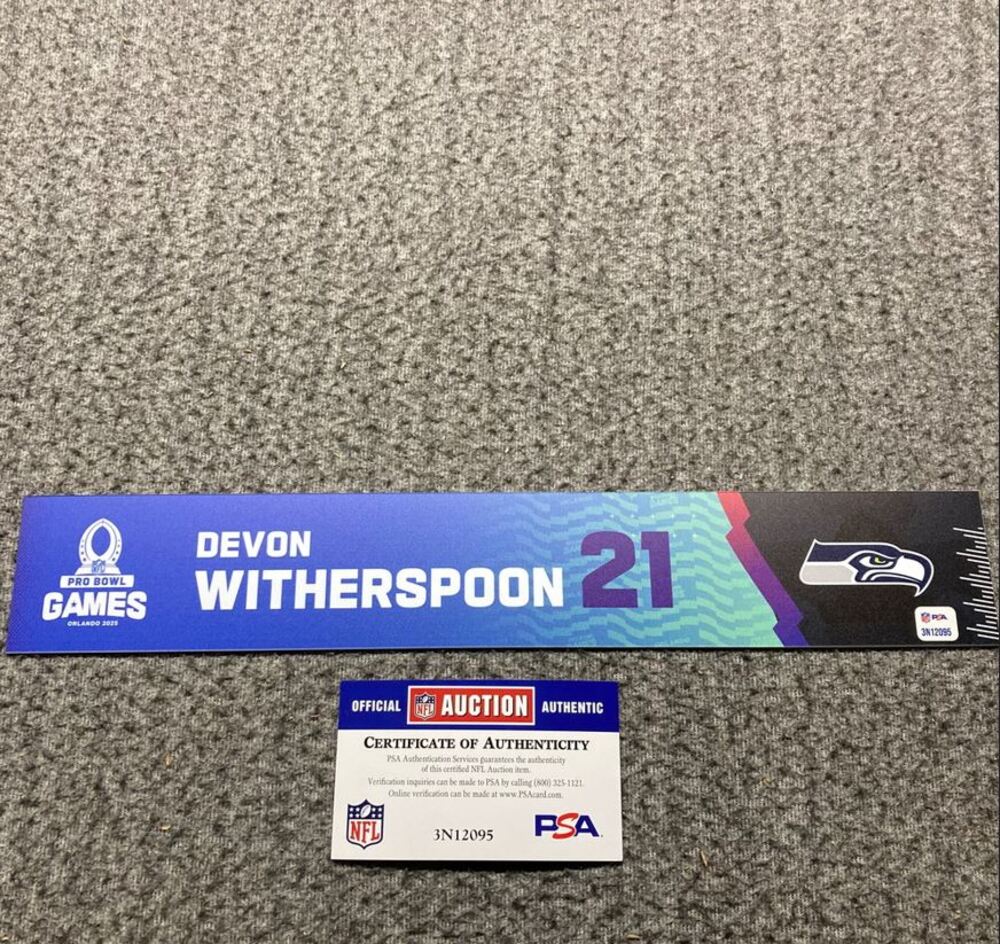 PRO BOWL
GAMES
ORLANDO 2025
DEVON
WITHERSPOON
21
NFL PSA
3N12095
OFFICIAL NFL AUCTION AUTHENTIC
CERTIFICATE OF AUTHENTICITY
PSA Authentication Services guarantees the authenticity
of this certified NFL Auction item.
Verification inquiries can be made to PSA by calling (800) 325-1121.
Online verification can be made at www.PSAcard.com.
NFL
3N12095
PSA